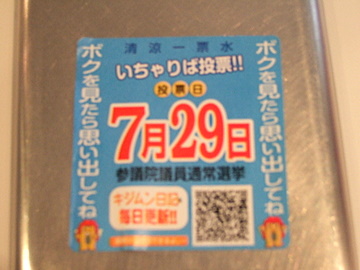 清涼一票水
いちゃりば投票!!
投票日
7月29日
参議院議員通常選挙
キジムン日記
毎日更新!!
ボクを見たら思い出してね
ボクを見たら思い出してね